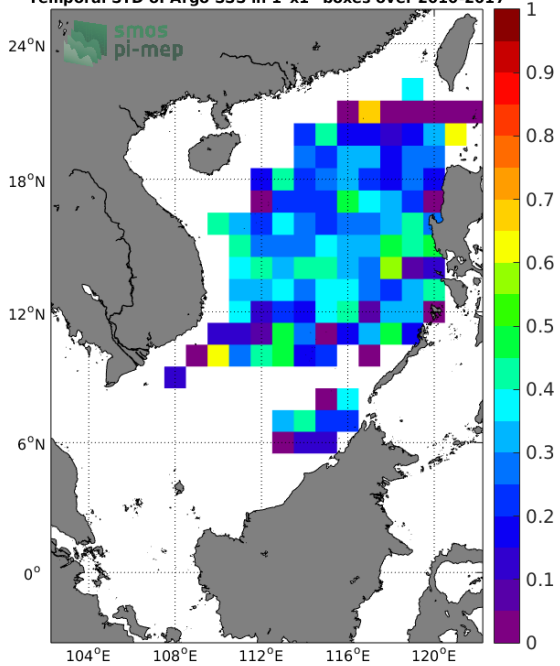 Temporal STD of Argo SSS in 1°x1° boxes over 2010-2017
smos
pi-mep
24°N
18°N
12°N
6°N
0°
104°E
108°E
112°E
116°E
120°E
1
0.9
0.8
0.7
0.6
0.5
0.4
0.3
0.2
0.1
0